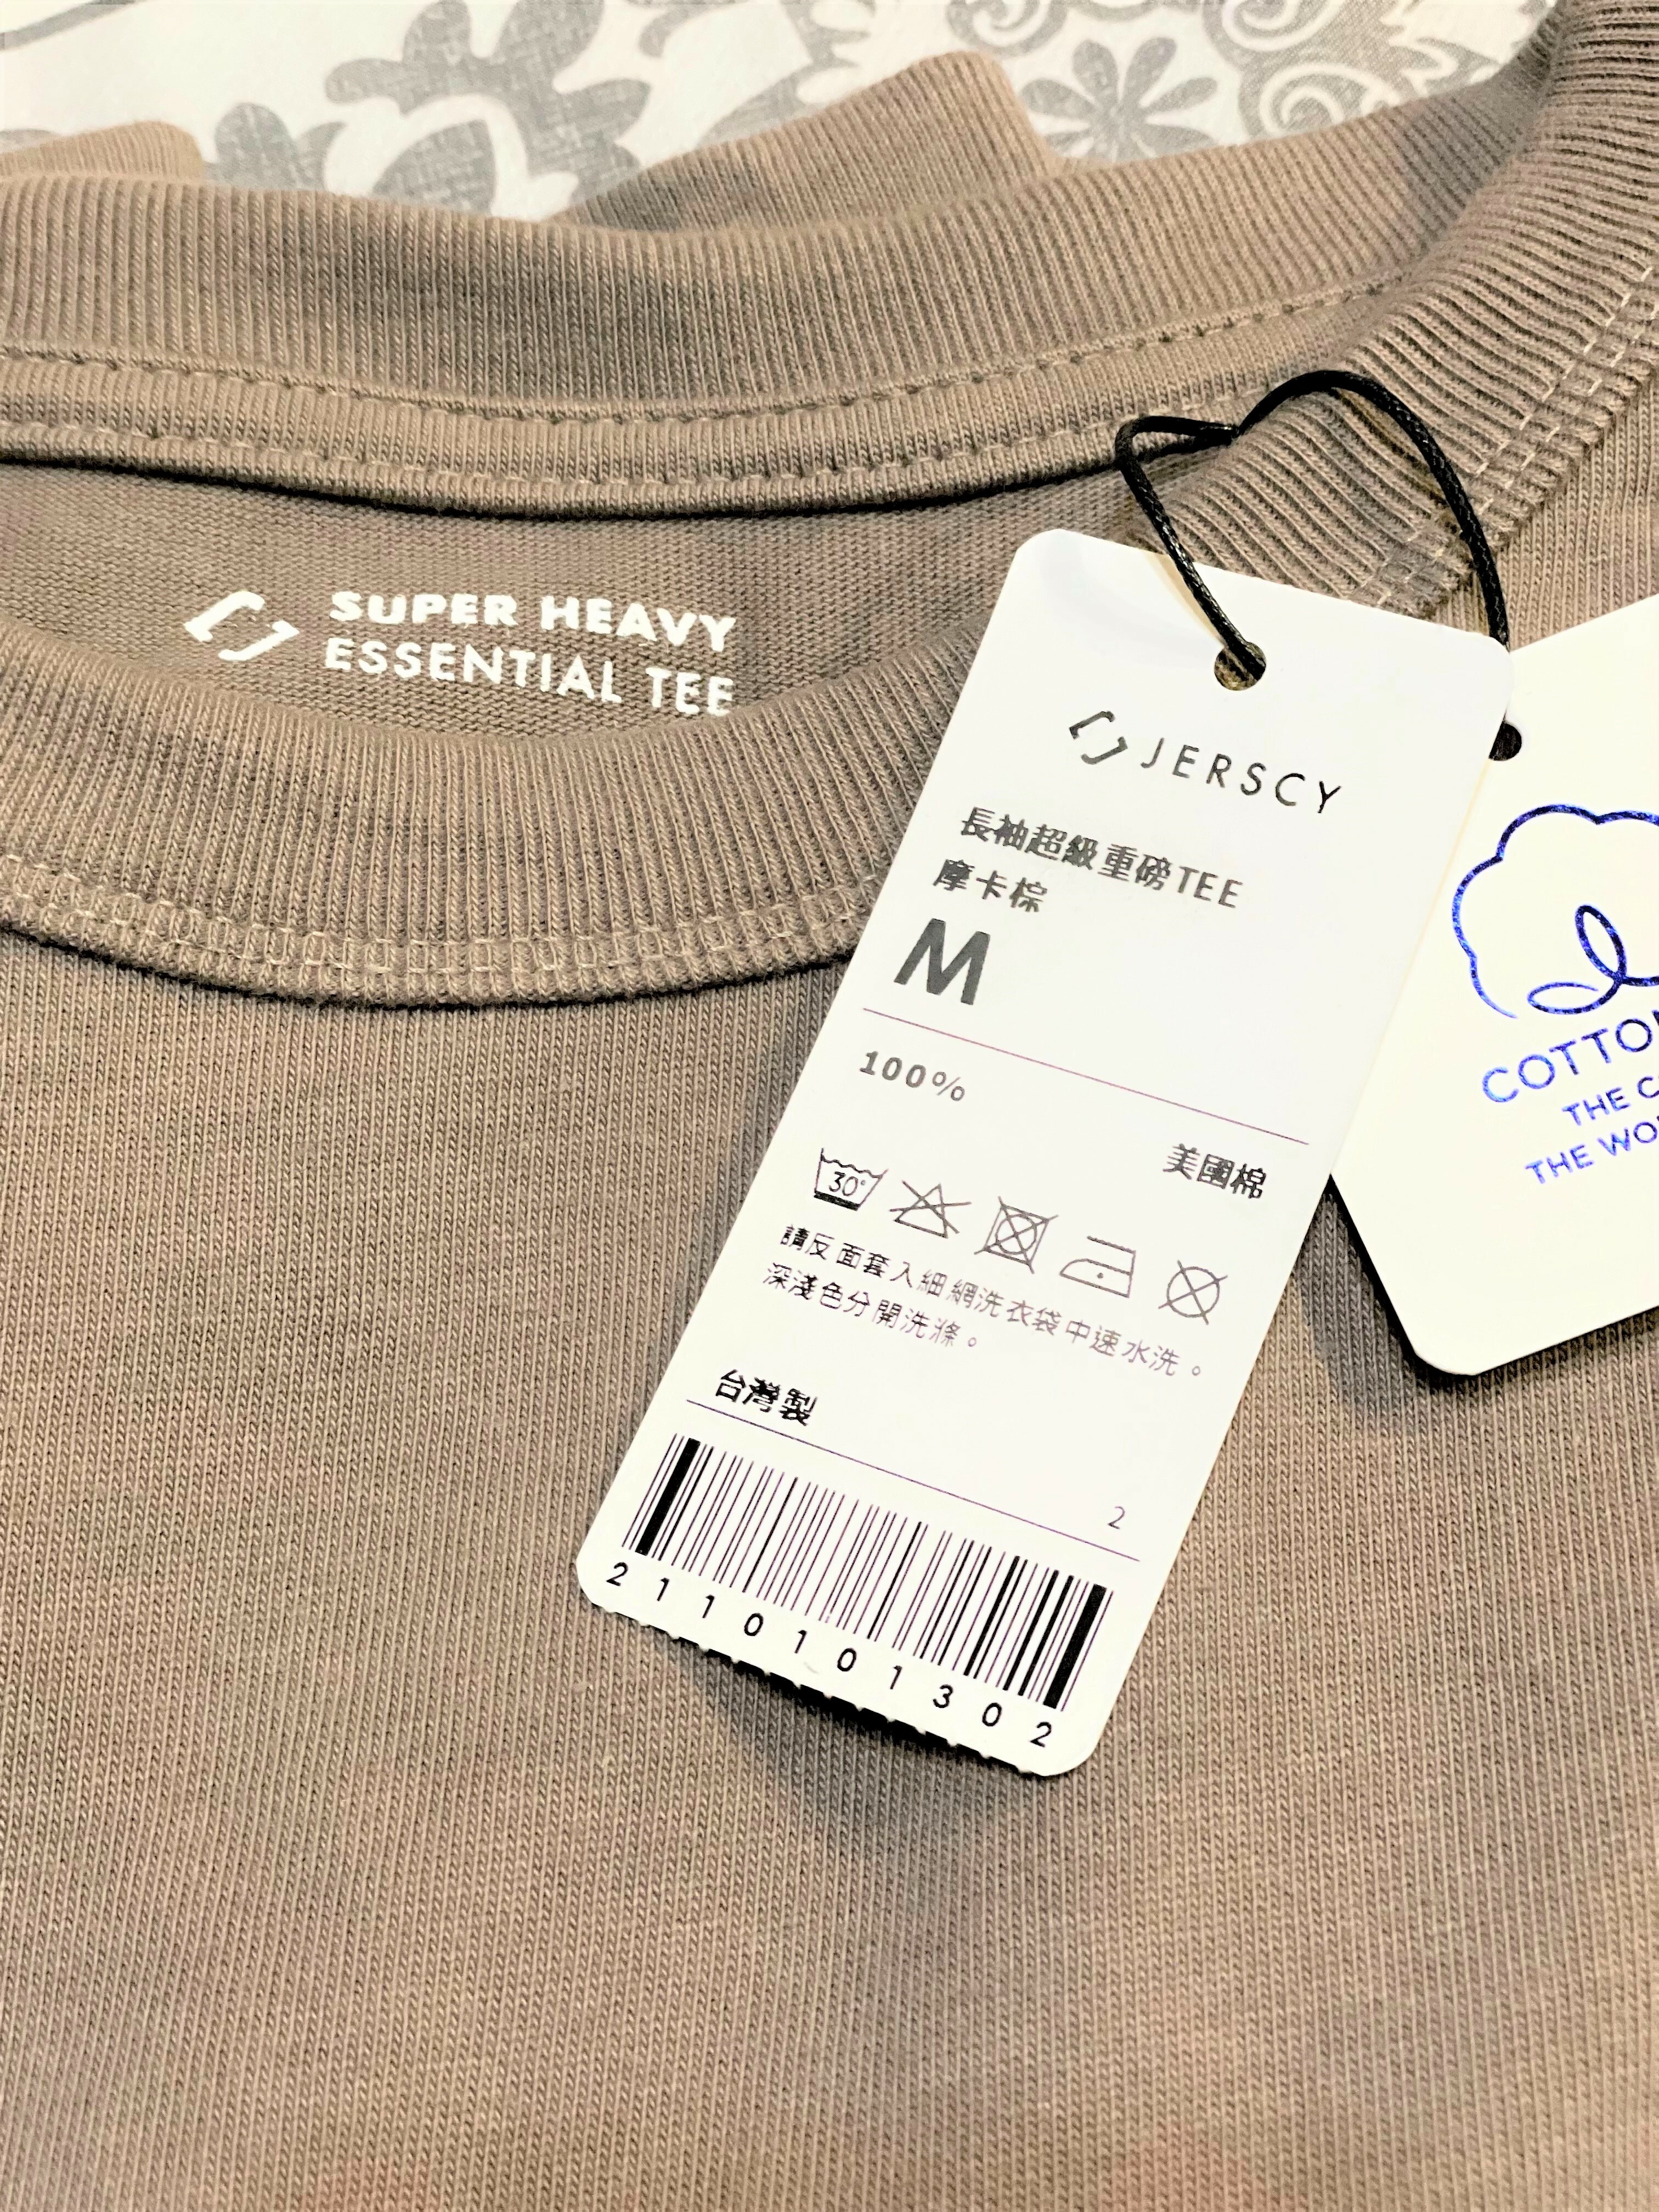 SUPER HEAVY
ESSENTIAL TEE
JERSCY
長袖超級重磅TEE
摩卡棕
M
100%
美國棉
30°
請反面套入細網洗衣袋中速水洗。
深淺色分開洗滌。
台灣製
2
2110101302
COTTO
THE
THE WO